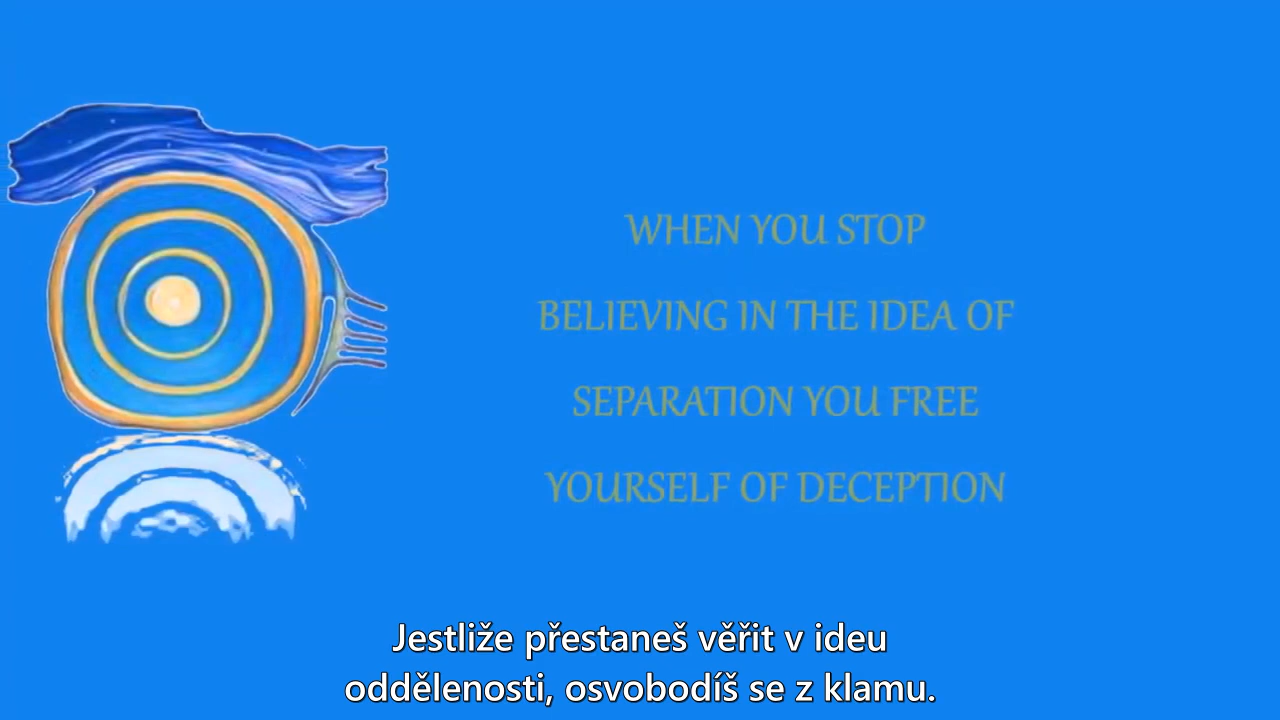 WHEN YOU STOP
BELIEVING IN THE IDEA OF
SEPARATION YOU FREE
YOURSELF OF DECEPTION
Jestliže přestaneš věřit v ideu
oddělenosti, osvobodíš se z klamu.